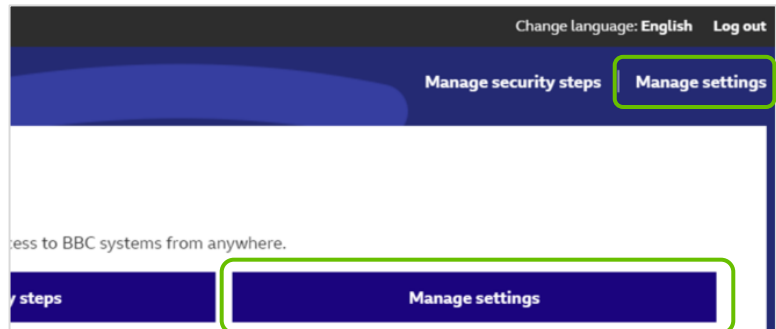 Change language: English Log out
Manage security steps | Manage settings
ess to BBC systems from anywhere.
y steps
Manage settings